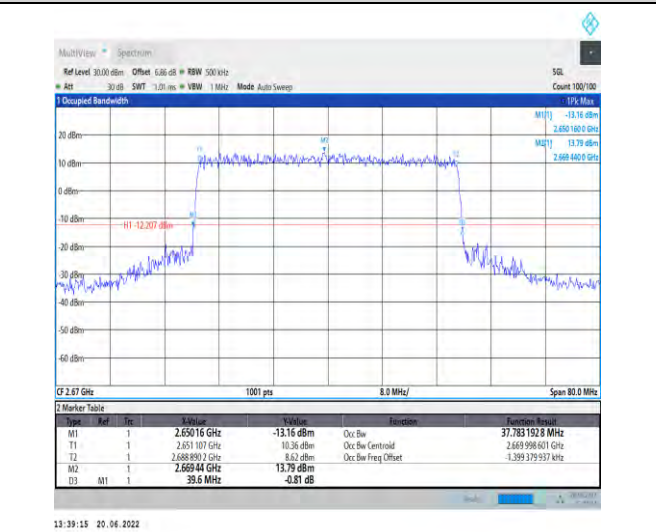 MultiView Spectrum
Ref Level 30.00 dBm Offset 6.86 dB RBW 500 kHz SGL
Att 30 dB SWT 1.01 ms VBW 1 MHz Mode Auto Sweep Count 100/100
1 Occupied Bandwidth 1Pk Max
M1[1] -13.16 dBm
2.650 160 0 GHz
M2[1] 13.79 dBm
2.669 440 0 GHz
20 dBm
T1 M2 T2
10 dBm
0 dBm
-10 dBm
H1 -12.207 dBm
-20 dBm
-30 dBm
-40 dBm
-50 dBm
-60 dBm
CF 2.67 GHz 1001 pts 8.0 MHz/ Span 80.0 MHz
2 Marker Table
Type Ref Trc X-Value Y-Value Function Function Result
M1 1 2.65016 GHz -13.16 dBm Occ Bw 37.783 192 8 MHz
T1 1 2.651 107 GHz 10.36 dBm Occ Bw Centroid 2.669 998 601 GHz
T2 1 2.688 890 2 GHz 8.62 dBm Occ Bw Freq Offset -1.399 379 937 kHz
M2 1 2.669 44 GHz 13.79 dBm
D3 M1 1 39.6 MHz -0.81 dB
13:39:15 20.06.2022